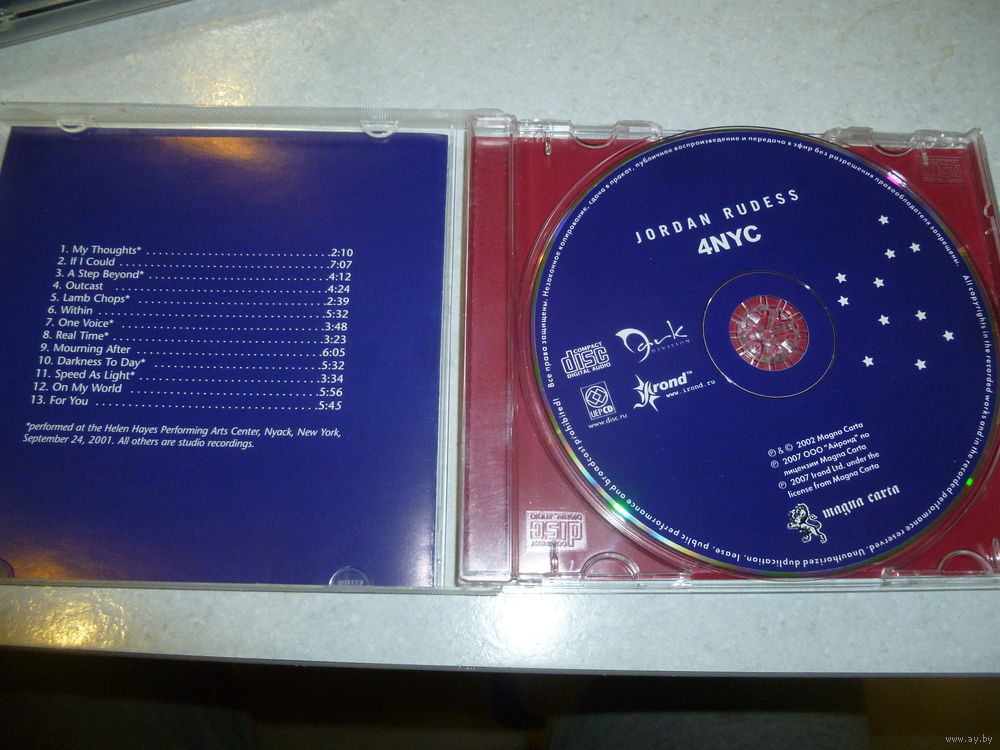 1. My Thoughts* 2:10
2. If I Could 7:07
3. A Step Beyond* 4:12
4. Outcast 4:24
5. Lamb Chops* 2:39
6. Within 5:32
7. One Voice* 3:48
8. Real Time* 3:23
9. Mourning After 6:05
10. Darkness To Day* 5:32
11. Speed As Light* 3:34
12. On My World 5:56
13. For You 5:45
*performed at the Helen Hayes Performing Arts Center, Nyack, New York,
September 24, 2001. All others are studio recordings.
JORDAN RUDESS
4NYC
Все права защищены. Незаконное копирование, сдача в прокат, публичное воспроизведение и передача в эфир без разрешения правообладателя запрещены.
All copyrights in the recorded works and in the recorded performance reserved. Unauthorized duplication, lease, public performance and broadcast prohibited!
COMPACT
disc
DIGITAL AUDIO
DIVISION
UEPCD
www.disc.ru
irond™
www.irond.ru
℗ & © 2002 Magna Carta
℗ 2007 ООО "Айронд" по
лицензии Magna Carta
℗ 2007 Irond Ltd. under the
license from Magna Carta
magna carta
www.ay.by